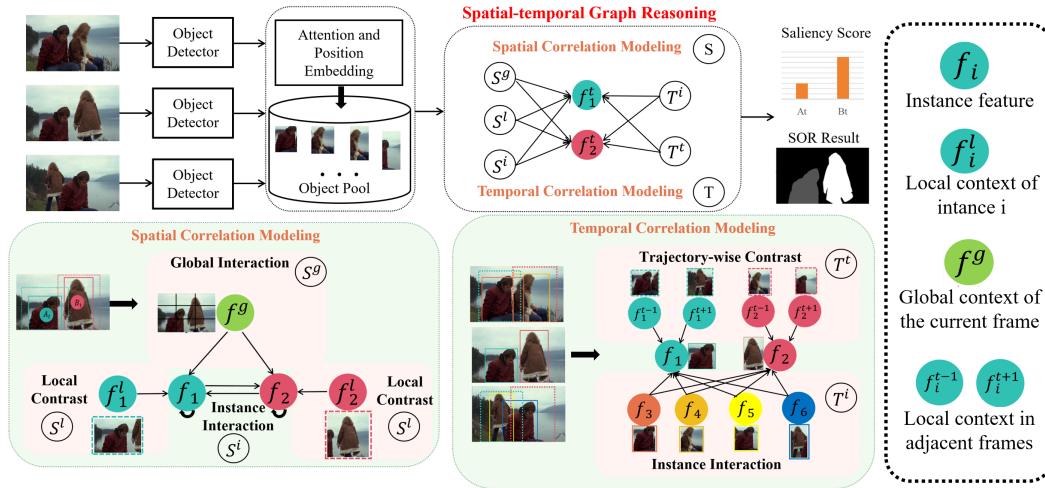 Spatial-temporal Graph Reasoning
Object
Detector
Object
Detector
Object
Detector
Attention and
Position
Embedding
Object Pool
Spatial Correlation Modeling
S
S^g
S^l
S^i
f_1^t
f_2^t
T^i
T^t
Temporal Correlation Modeling
T
Saliency Score
At
Bt
SOR Result
Spatial Correlation Modeling
Global Interaction
S^g
f^g
Local
Contrast
S^l
f_1^l
f_1
f_2
f_2^l
Local
Contrast
S^l
Instance
Interaction
S^i
Temporal Correlation Modeling
Trajectory-wise Contrast
T^t
f_1^{t-1}
f_1^{t+1}
f_2^{t-1}
f_2^{t+1}
f_1
f_2
T^i
f_3
f_4
f_5
f_6
Instance Interaction
f_i
Instance feature
f_i^l
Local context of
intance i
f^g
Global context of
the current frame
f_i^{t-1}
f_i^{t+1}
Local context in
adjacent frames